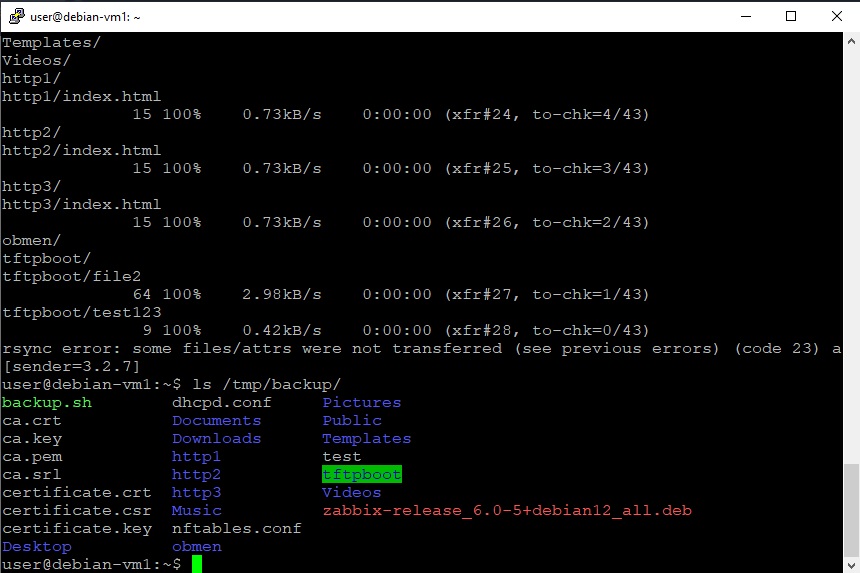 user@debian-vm1: ~
Templates/
Videos/
http1/
http1/index.html
15 100% 0.73kB/s 0:00:00 (xfr#24, to-chk=4/43)
http2/
http2/index.html
15 100% 0.73kB/s 0:00:00 (xfr#25, to-chk=3/43)
http3/
http3/index.html
15 100% 0.73kB/s 0:00:00 (xfr#26, to-chk=2/43)
obmen/
tftpboot/
tftpboot/file2
64 100% 2.98kB/s 0:00:00 (xfr#27, to-chk=1/43)
tftpboot/test123
9 100% 0.42kB/s 0:00:00 (xfr#28, to-chk=0/43)
rsync error: some files/attrs were not transferred (see previous errors) (code 23) a
[sender=3.2.7]
user@debian-vm1:~$ ls /tmp/backup/
backup.sh dhcpd.conf Pictures
ca.crt Documents Public
ca.key Downloads Templates
ca.pem http1 test
ca.srl http2 tftpboot
certificate.crt http3 Videos
certificate.csr Music zabbix-release_6.0-5+debian12_all.deb
certificate.key nftables.conf
Desktop obmen
user@debian-vm1:~$